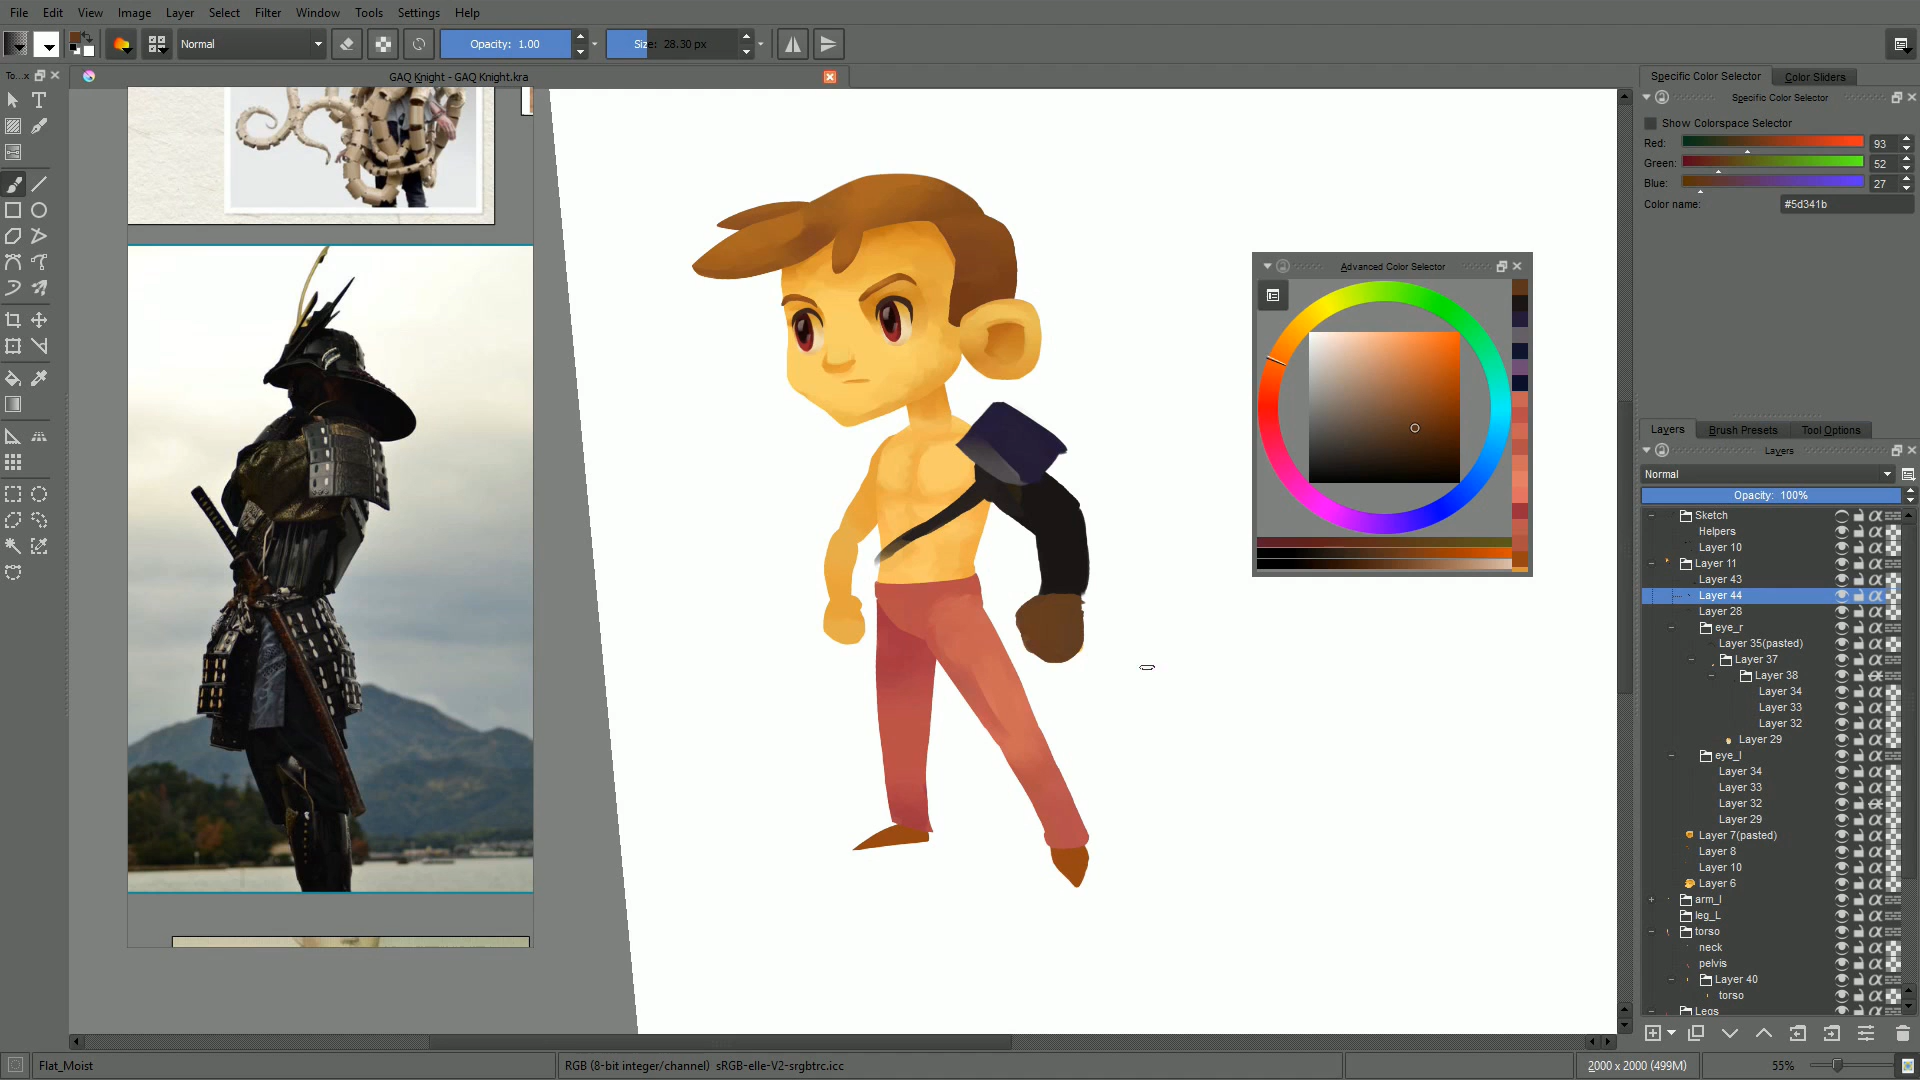 File Edit View Image Layer Select Filter Window Tools Settings Help
Normal
Opacity: 1.00
Size: 28.30 px
To...x
GAQ Knight - GAQ Knight.kra
Specific Color Selector
Color Sliders
Specific Color Selector
Show Colorspace Selector
Red: 93
Green: 52
Blue: 27
Color name: #5d341b
Advanced Color Selector
Layers
Brush Presets
Tool Options
Layers
Normal
Opacity: 100%
Sketch
Helpers
Layer 10
Layer 11
Layer 43
Layer 44
Layer 28
eye_r
Layer 35(pasted)
Layer 37
Layer 38
Layer 34
Layer 33
Layer 32
Layer 29
eye_l
Layer 34
Layer 33
Layer 32
Layer 29
Layer 7(pasted)
Layer 8
Layer 10
Layer 6
arm_l
leg_L
torso
neck
pelvis
Layer 40
torso
Legs
Flat_Moist
RGB (8-bit integer/channel) sRGB-elle-V2-srgbtrc.icc
2000 x 2000 (499M)
55%